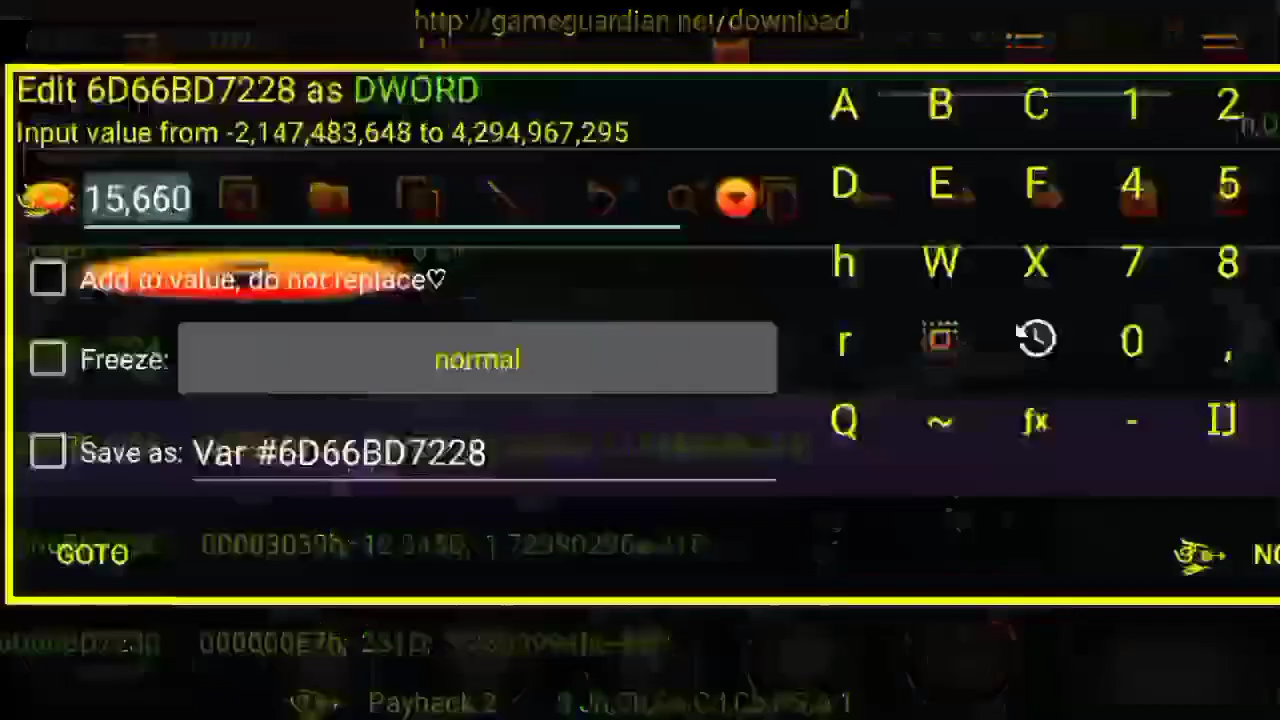 http://gameguardian.net/download
Edit 6D66BD7228 as DWORD
Input value from -2,147,483,648 to 4,294,967,295
15,660
Add to value, do not replace♡
Freeze: normal
Save as: Var #6D66BD7228
GOTO
A B C 1 2
D E F 4 5
h W X 7 8
r 0 ,
Q ~ fx - []
000000E7h;
Payback 2